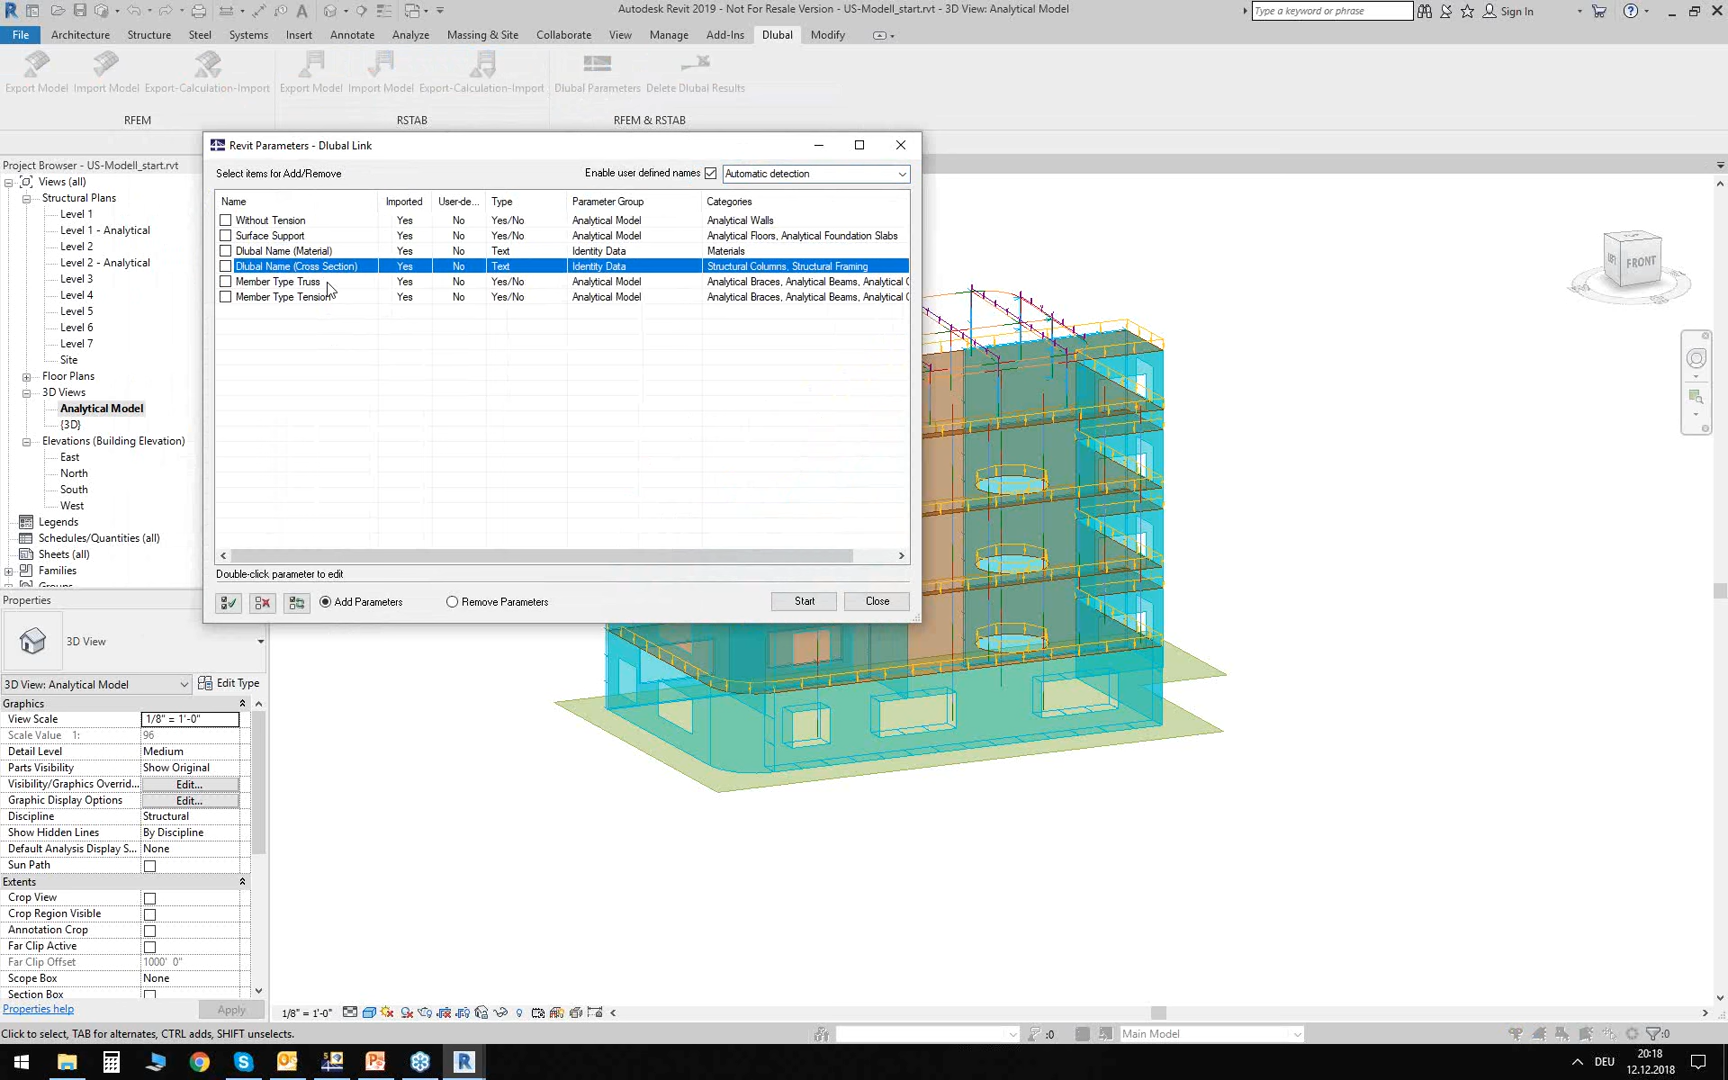 Autodesk Revit 2019 - Not For Resale Version - US-Modell_start.rvt - 3D View: Analytical Model
Type a keyword or phrase
Sign In
File Architecture Structure Steel Systems Insert Annotate Analyze Massing & Site Collaborate View Manage Add-Ins Dlubal Modify
Export Model Import Model Export-Calculation-Import Export Model Import Model Export-Calculation-Import Dlubal Parameters Delete Dlubal Results
RFEM RSTAB RFEM & RSTAB
Project Browser - US-Modell_start.rvt
Views (all)
Structural Plans
Level 1
Level 1 - Analytical
Level 2
Level 2 - Analytical
Level 3
Level 4
Level 5
Level 6
Level 7
Site
Floor Plans
3D Views
Analytical Model
{3D}
Elevations (Building Elevation)
East
North
South
West
Legends
Schedules/Quantities (all)
Sheets (all)
Families
Groups
Revit Parameters - Dlubal Link
Select items for Add/Remove
Enable user defined names
Automatic detection
Name Imported User-de... Type Parameter Group Categories
Without Tension Yes No Yes/No Analytical Model Analytical Walls
Surface Support Yes No Yes/No Analytical Model Analytical Floors, Analytical Foundation Slabs
Dlubal Name (Material) Yes No Text Identity Data Materials
Dlubal Name (Cross Section) Yes No Text Identity Data Structural Columns, Structural Framing
Member Type Truss Yes No Yes/No Analytical Model Analytical Braces, Analytical Beams, Analytical C
Member Type Tension Yes No Yes/No Analytical Model Analytical Braces, Analytical Beams, Analytical C
Double-click parameter to edit
Add Parameters Remove Parameters Start Close
LEFT FRONT
Properties
3D View
3D View: Analytical Model Edit Type
Graphics
View Scale 1/8" = 1'-0"
Scale Value 1: 96
Detail Level Medium
Parts Visibility Show Original
Visibility/Graphics Overrid... Edit...
Graphic Display Options Edit...
Discipline Structural
Show Hidden Lines By Discipline
Default Analysis Display S... None
Sun Path
Extents
Crop View
Crop Region Visible
Annotation Crop
Far Clip Active
Far Clip Offset 1000' 0"
Scope Box None
Section Box
Properties help Apply
1/8" = 1'-0"
Click to select, TAB for alternates, CTRL adds, SHIFT unselects.
:0
Main Model
:0
DEU
20:18
12.12.2018